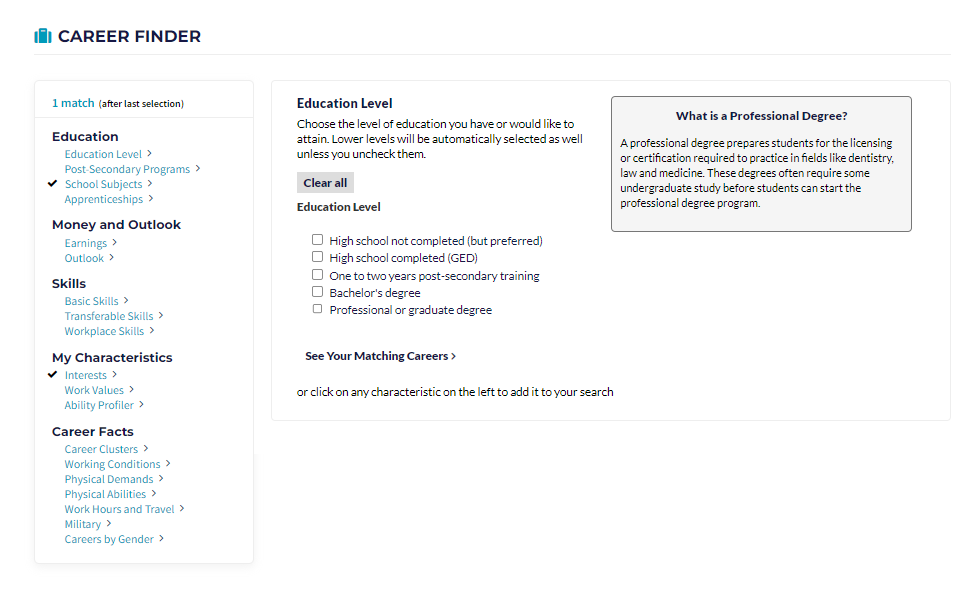 CAREER FINDER
1 match (after last selection)
Education
Education Level >
Post-Secondary Programs >
School Subjects >
Apprenticeships >
Money and Outlook
Earnings >
Outlook >
Skills
Basic Skills >
Transferable Skills >
Workplace Skills >
My Characteristics
Interests >
Work Values >
Ability Profiler >
Career Facts
Career Clusters >
Working Conditions >
Physical Demands >
Physical Abilities >
Work Hours and Travel >
Military >
Careers by Gender >
Education Level
Choose the level of education you have or would like to
attain. Lower levels will be automatically selected as well
unless you uncheck them.
Clear all
Education Level
High school not completed (but preferred)
High school completed (GED)
One to two years post-secondary training
Bachelor's degree
Professional or graduate degree
See Your Matching Careers >
or click on any characteristic on the left to add it to your search
What is a Professional Degree?
A professional degree prepares students for the licensing
or certification required to practice in fields like dentistry,
law and medicine. These degrees often require some
undergraduate study before students can start the
professional degree program.